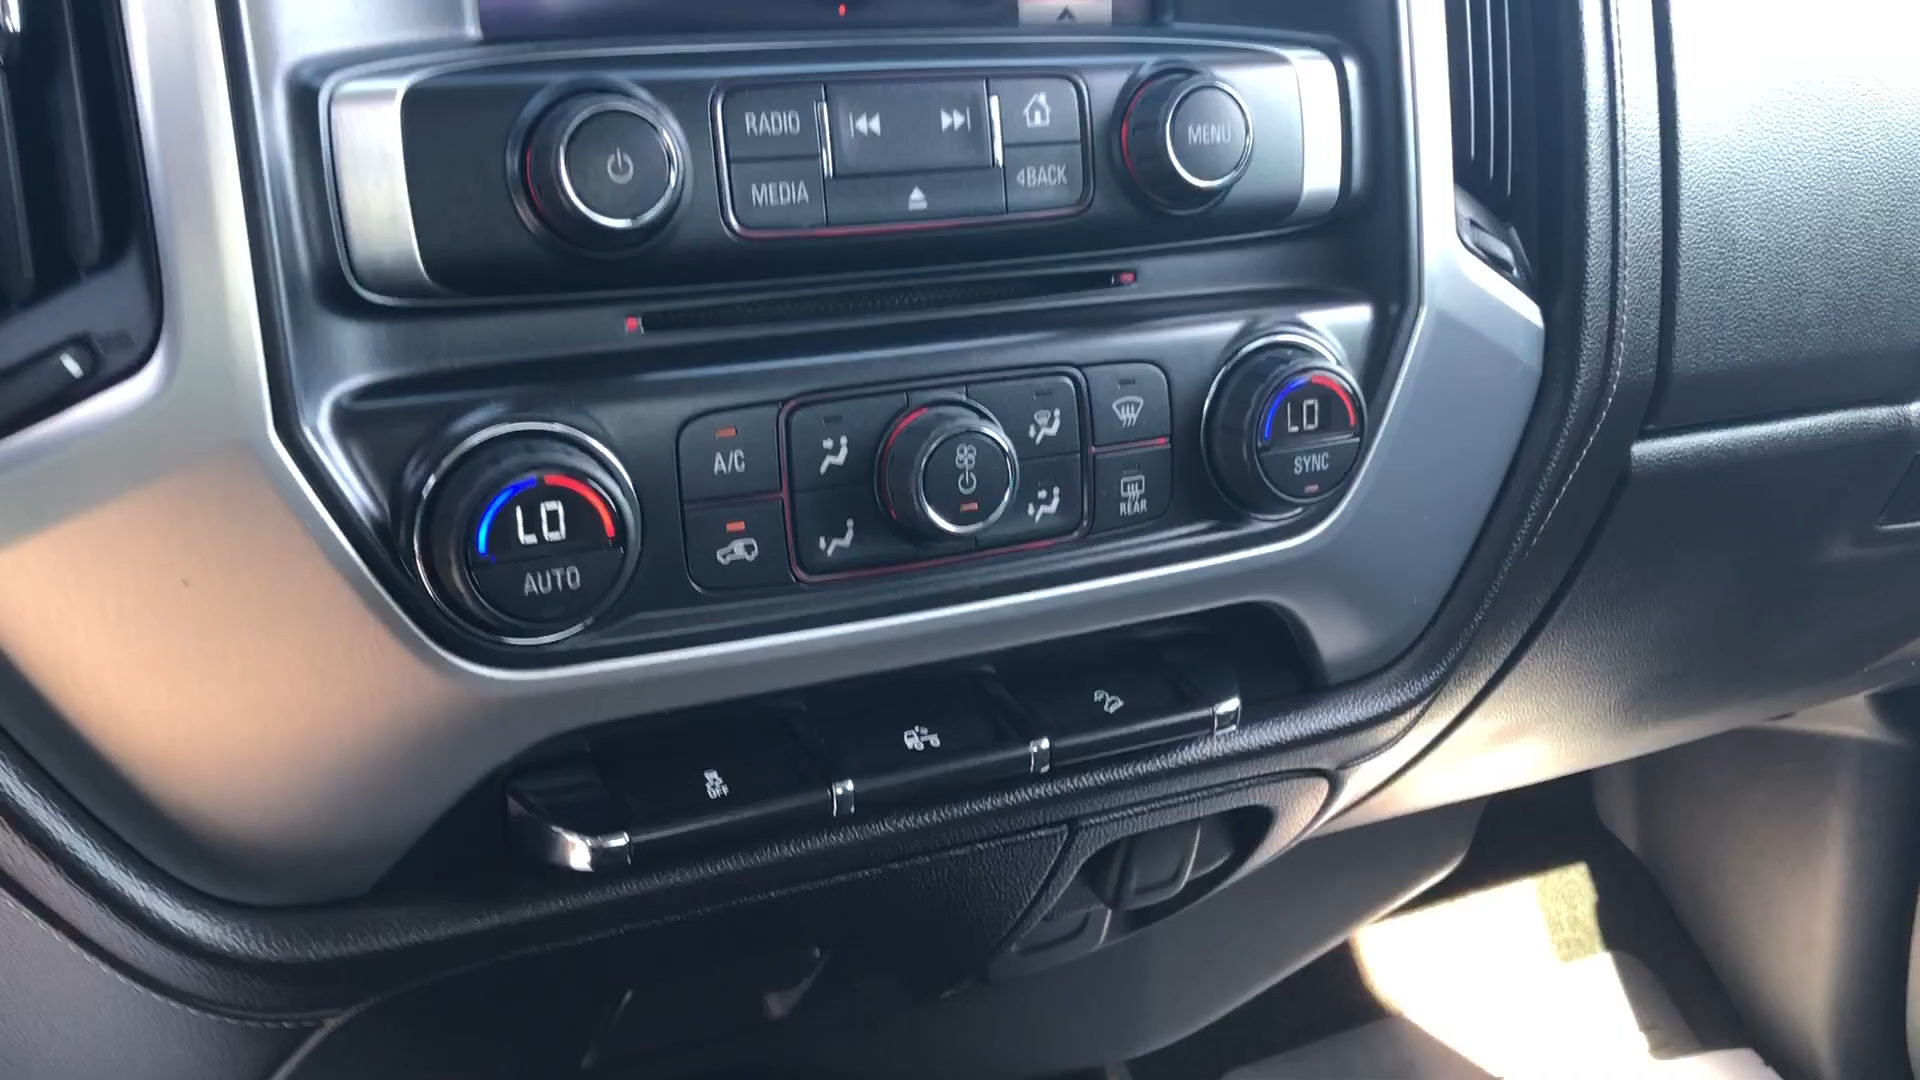 RADIO
MEDIA
BACK
MENU
LO
AUTO
A/C
REAR
LO
SYNC
OFF